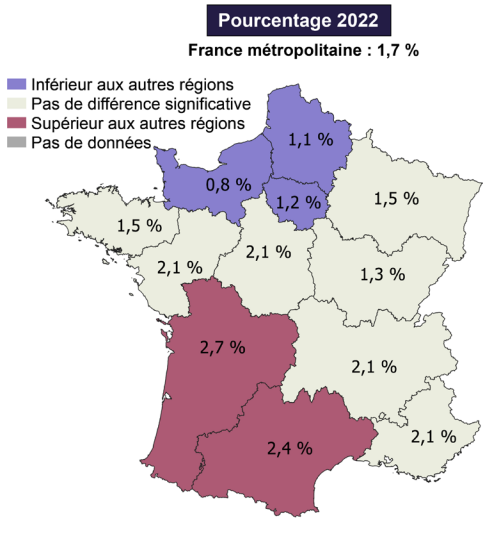 Pourcentage 2022
France métropolitaine : 1,7 %
Inférieur aux autres régions
Pas de différence significative
Supérieur aux autres régions
Pas de données
1,1 %
0,8 %
1,2 %
1,5 %
1,5 %
2,1 %
2,1 %
1,3 %
2,7 %
2,1 %
2,4 %
2,1 %